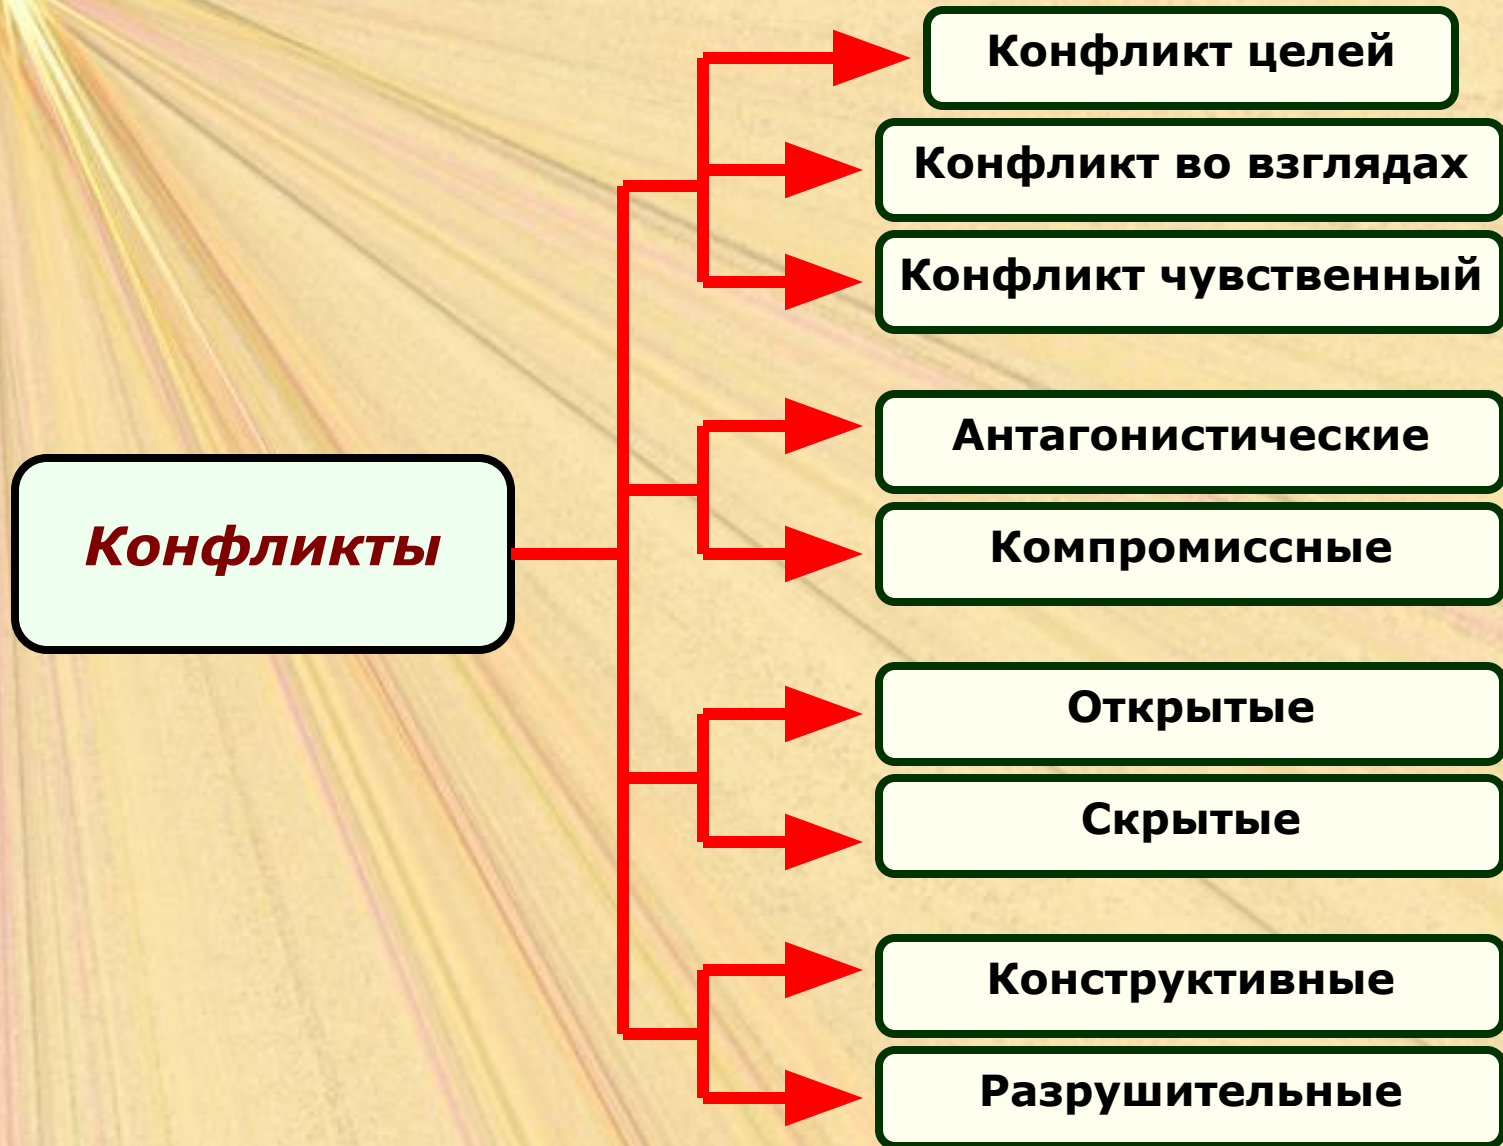 Конфликт целей
Конфликт во взглядах
Конфликт чувственный
Антагонистические
Конфликты
Компромиссные
Открытые
Скрытые
Конструктивные
Разрушительные